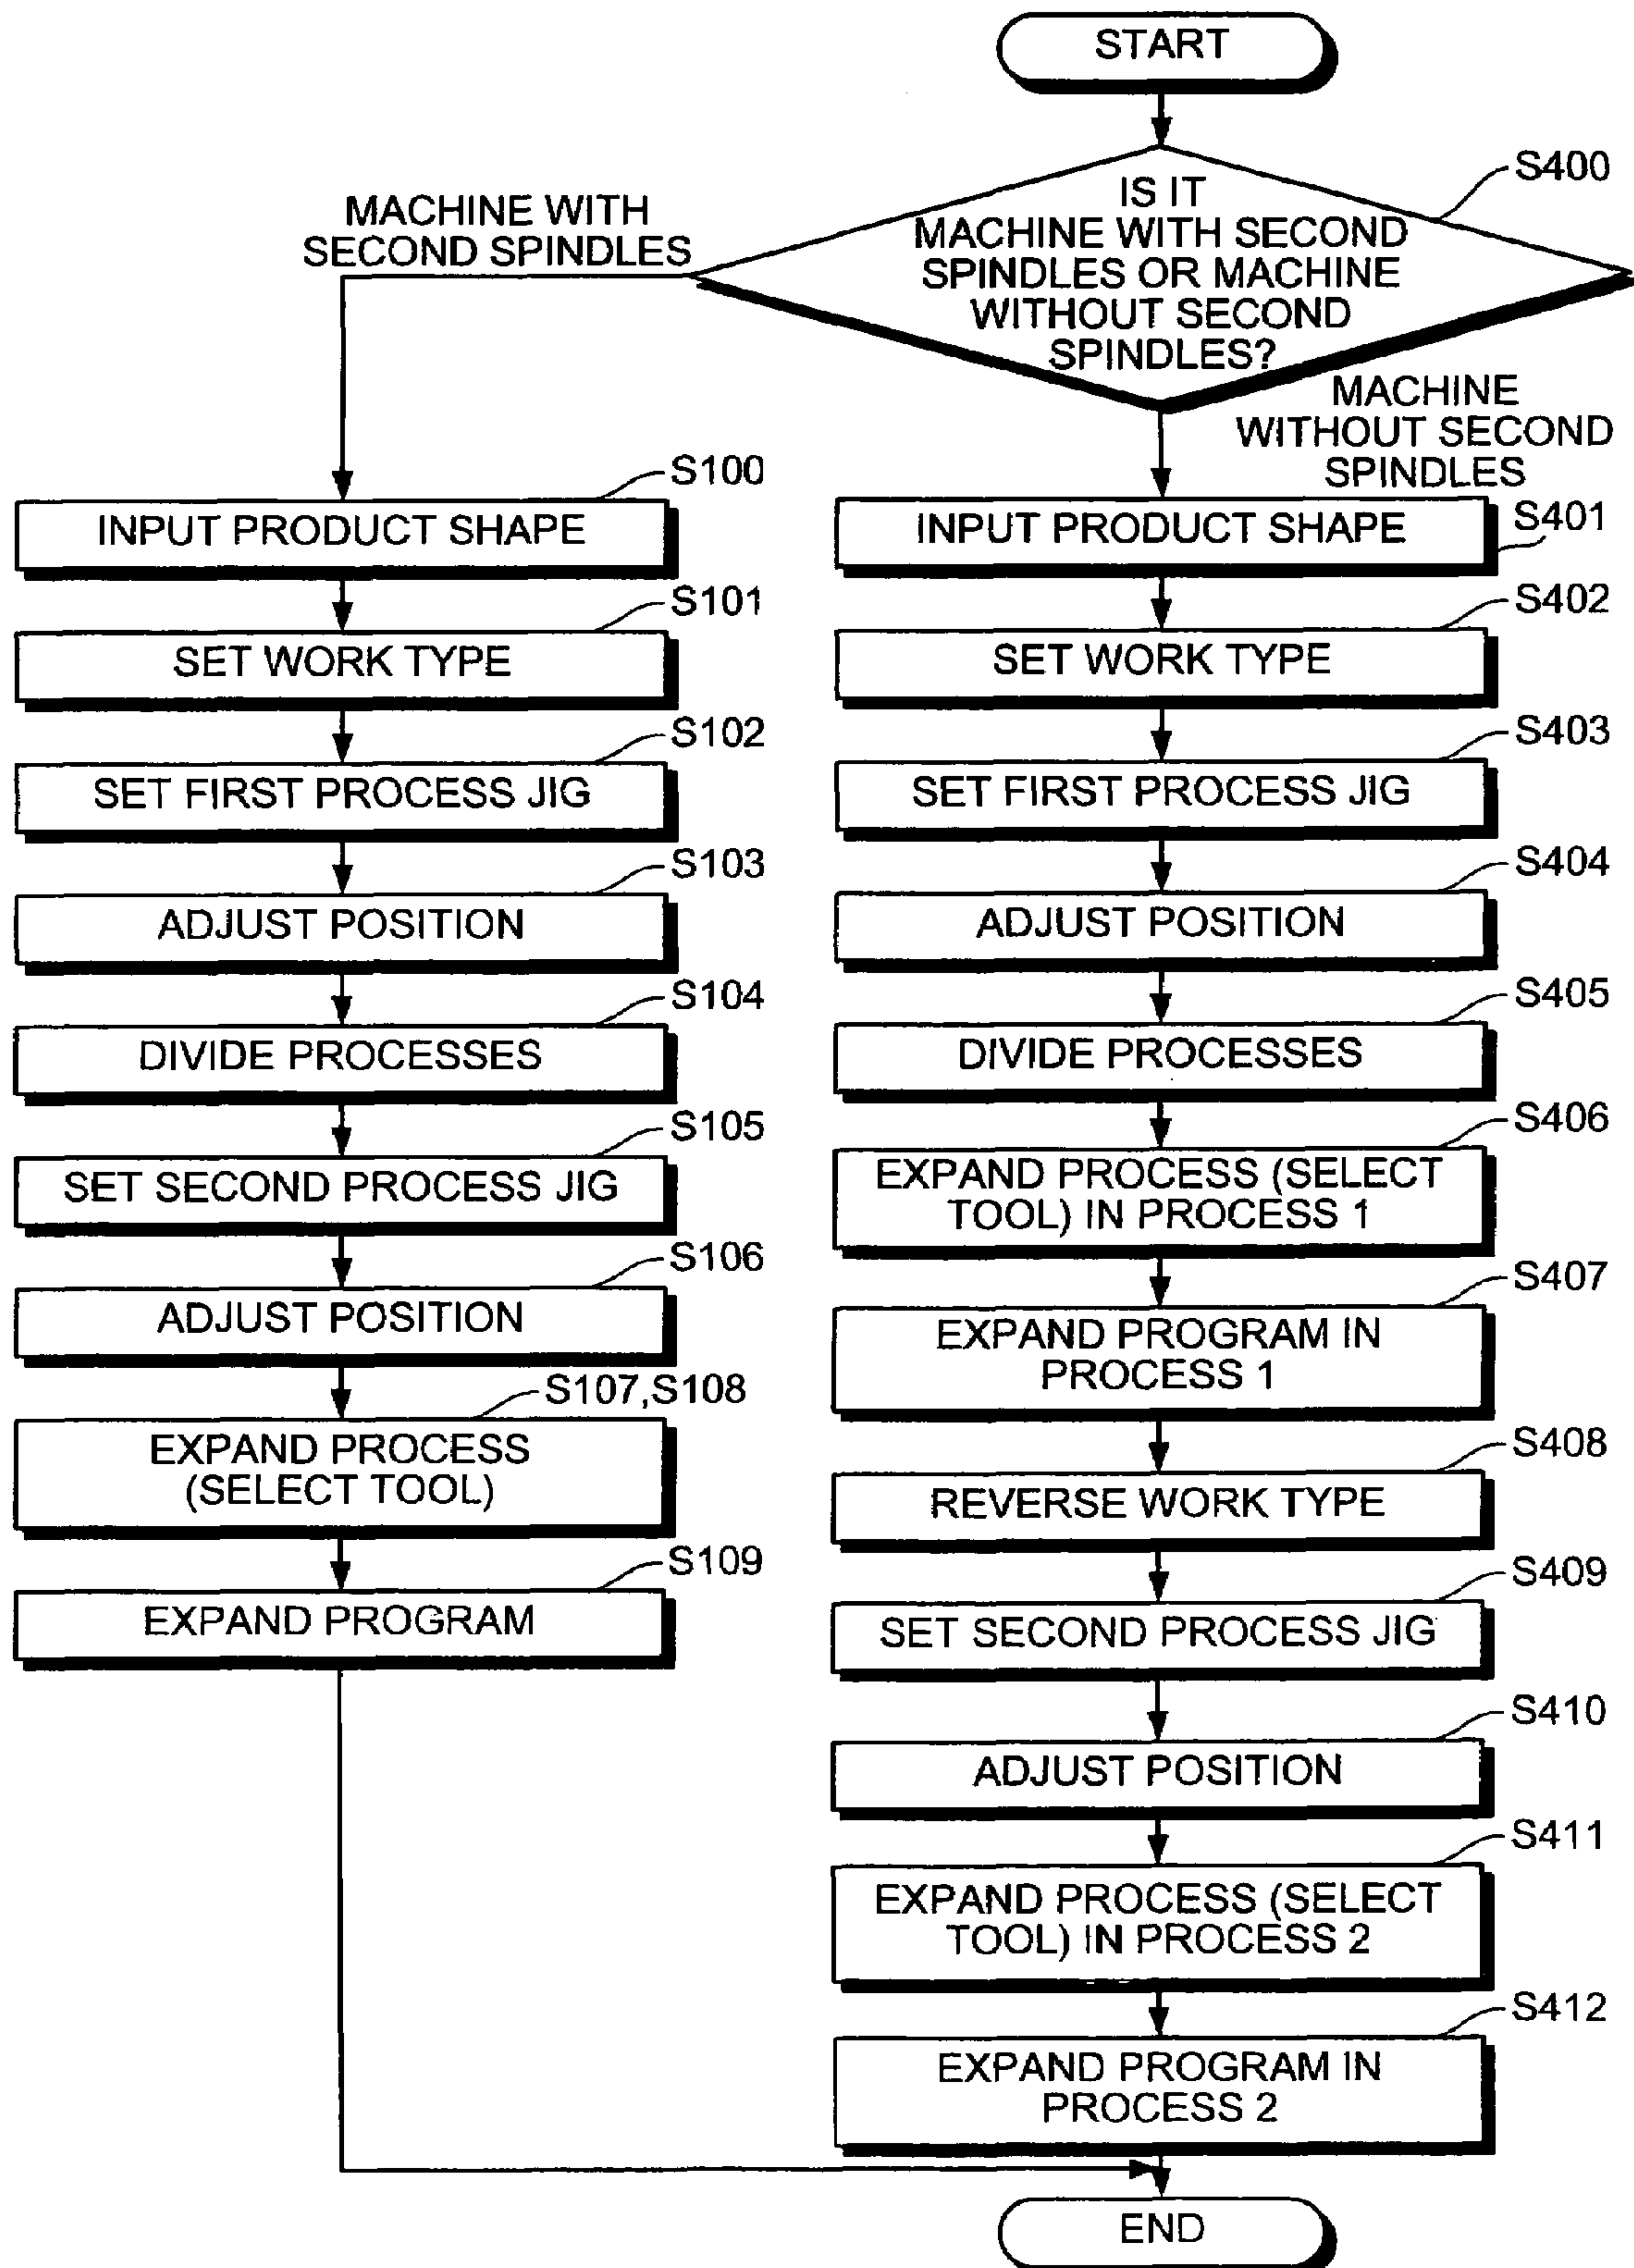 START
S400
IS IT
MACHINE WITH SECOND
SPINDLES OR MACHINE
WITHOUT SECOND
SPINDLES?
MACHINE WITH
SECOND SPINDLES
MACHINE
WITHOUT SECOND
SPINDLES
S100
INPUT PRODUCT SHAPE
S101
SET WORK TYPE
S102
SET FIRST PROCESS JIG
S103
ADJUST POSITION
S104
DIVIDE PROCESSES
S105
SET SECOND PROCESS JIG
S106
ADJUST POSITION
S107,S108
EXPAND PROCESS
(SELECT TOOL)
S109
EXPAND PROGRAM
S401
INPUT PRODUCT SHAPE
S402
SET WORK TYPE
S403
SET FIRST PROCESS JIG
S404
ADJUST POSITION
S405
DIVIDE PROCESSES
S406
EXPAND PROCESS (SELECT
TOOL) IN PROCESS 1
S407
EXPAND PROGRAM IN
PROCESS 1
S408
REVERSE WORK TYPE
S409
SET SECOND PROCESS JIG
S410
ADJUST POSITION
S411
EXPAND PROCESS (SELECT
TOOL) IN PROCESS 2
S412
EXPAND PROGRAM IN
PROCESS 2
END